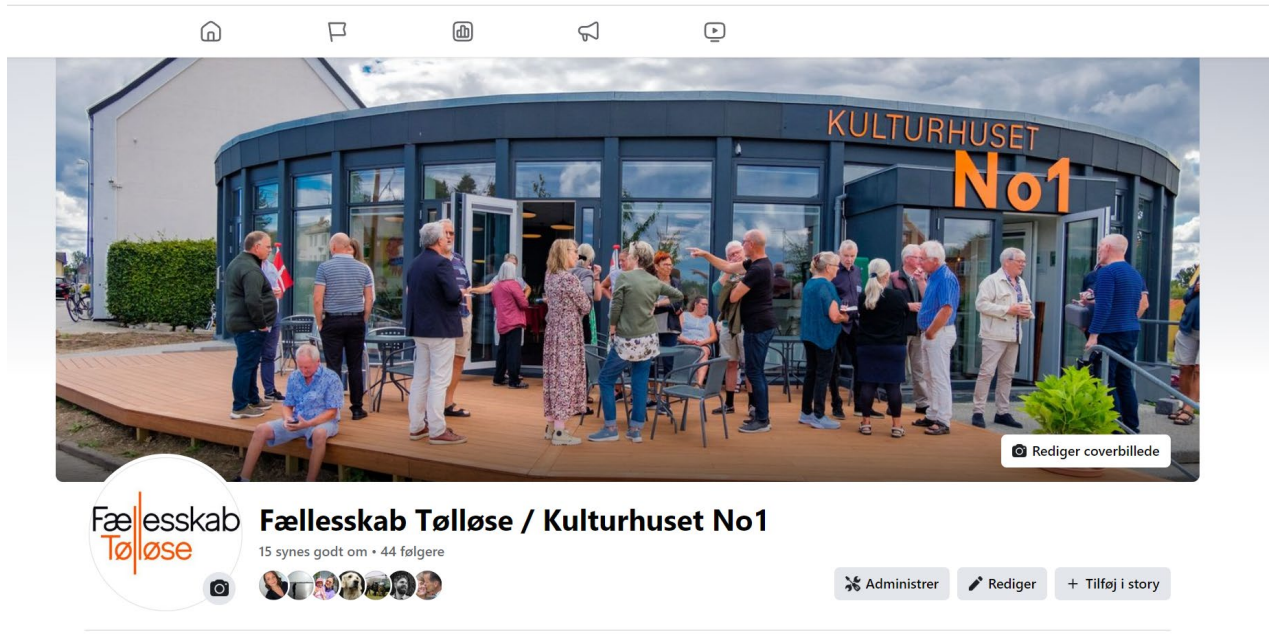 KULTURHUSET
No1
Rediger coverbillede
Fællesskab
Tølløse
Fællesskab Tølløse / Kulturhuset No1
15 synes godt om • 44 følgere
Administrer
Rediger
+ Tilføj i story